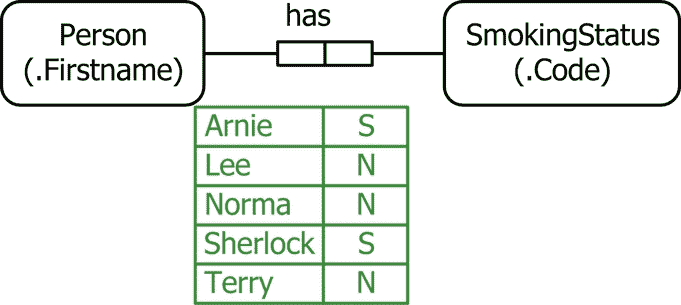 has
Person
(.Firstname)
SmokingStatus
(.Code)
Arnie S
Lee N
Norma N
Sherlock S
Terry N